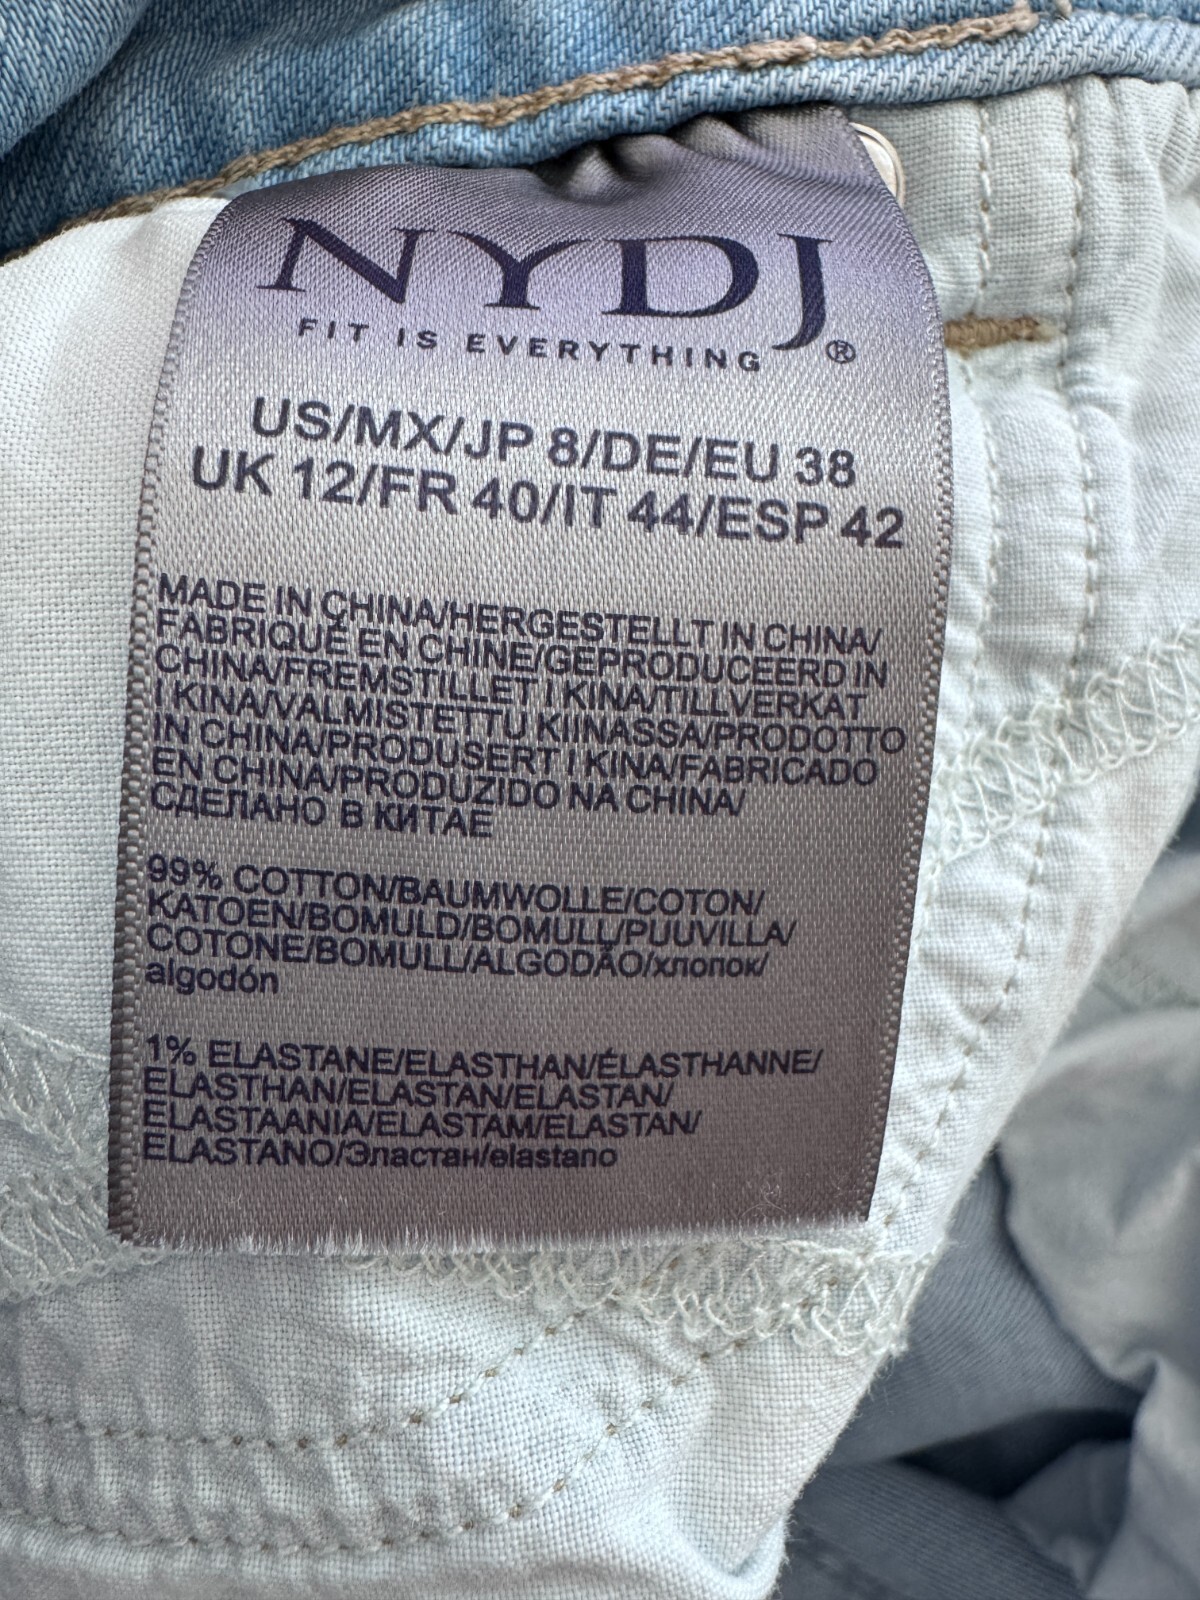 NYDJ®
FIT IS EVERYTHING
US/MX/JP 8/DE/EU 38
UK 12/FR 40/IT 44/ESP 42
MADE IN CHINA/HERGESTELLT IN CHINA/
FABRIQUÉ EN CHINE/GEPRODUCEERD IN
CHINA/FREMSTILLET I KINA/TILLVERKAT
I KINA/VALMISTETTU KIINASSA/PRODOTTO
IN CHINA/PRODUSERT I KINA/FABRICADO
EN CHINA/PRODUZIDO NA CHINA/
СДЕЛАНО В КИТАЕ
99% COTTON/BAUMWOLLE/COTON/
KATOEN/BOMULD/BOMULL/PUUVILLA/
COTONE/BOMULL/ALGODÃO/хлопок/
algodón
1% ELASTANE/ELASTHAN/ÉLASTHANNE/
ELASTHAN/ELASTAN/ELASTAN/
ELASTAANIA/ELASTAM/ELASTAN/
ELASTANO/Эластан/elastano